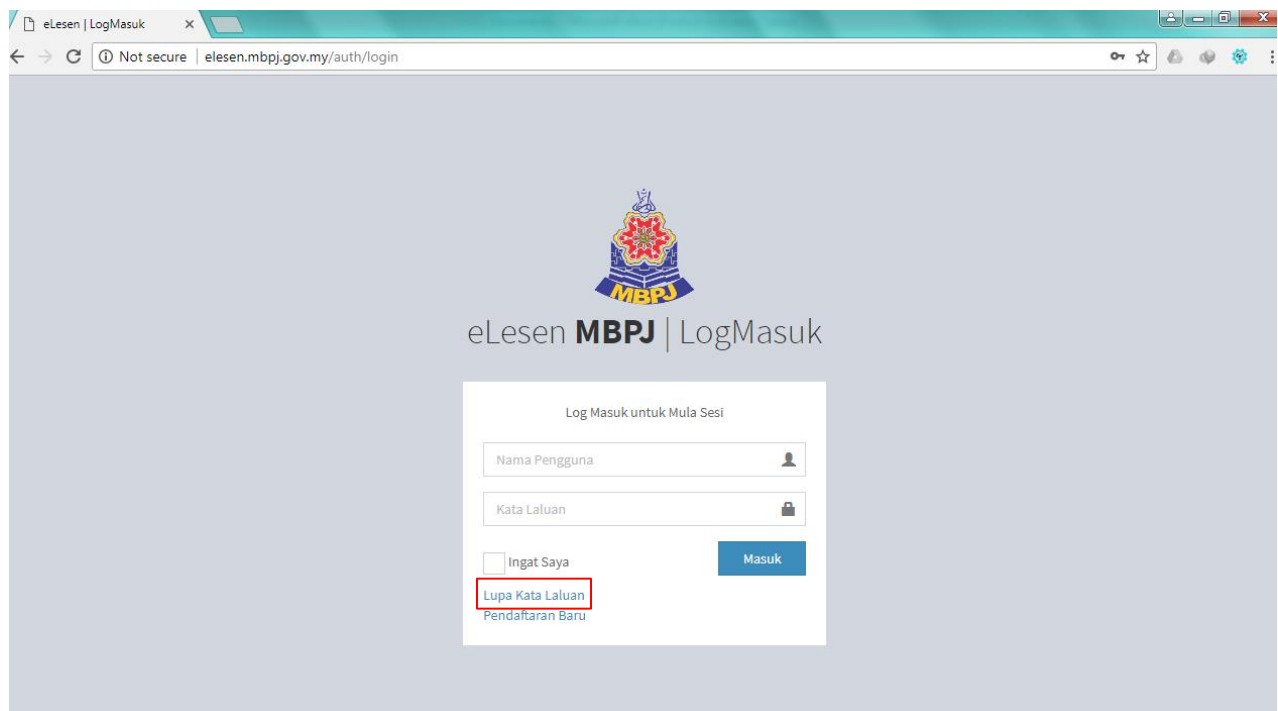 eLesen | LogMasuk
Not secure | elesen.mbpj.gov.my/auth/login
MBPJ
eLesen MBPJ | LogMasuk
Log Masuk untuk Mula Sesi
Nama Pengguna
Kata Laluan
Ingat Saya
Masuk
Lupa Kata Laluan
Pendaftaran Baru